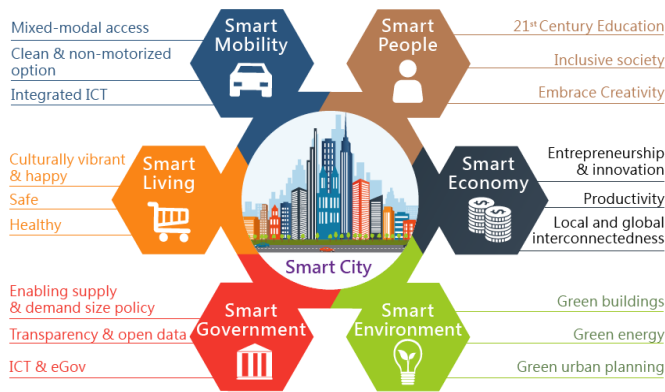 Mixed-modal access
Clean & non-motorized
option
Integrated ICT
Smart
Mobility
Smart
People
21st Century Education
Inclusive society
Embrace Creativity
Culturally vibrant
& happy
Safe
Healthy
Smart
Living
Smart
Economy
Entrepreneurship
& innovation
Productivity
Local and global
interconnectedness
Smart City
Enabling supply
& demand size policy
Transparency & open data
ICT & eGov
Smart
Government
Smart
Environment
Green buildings
Green energy
Green urban planning